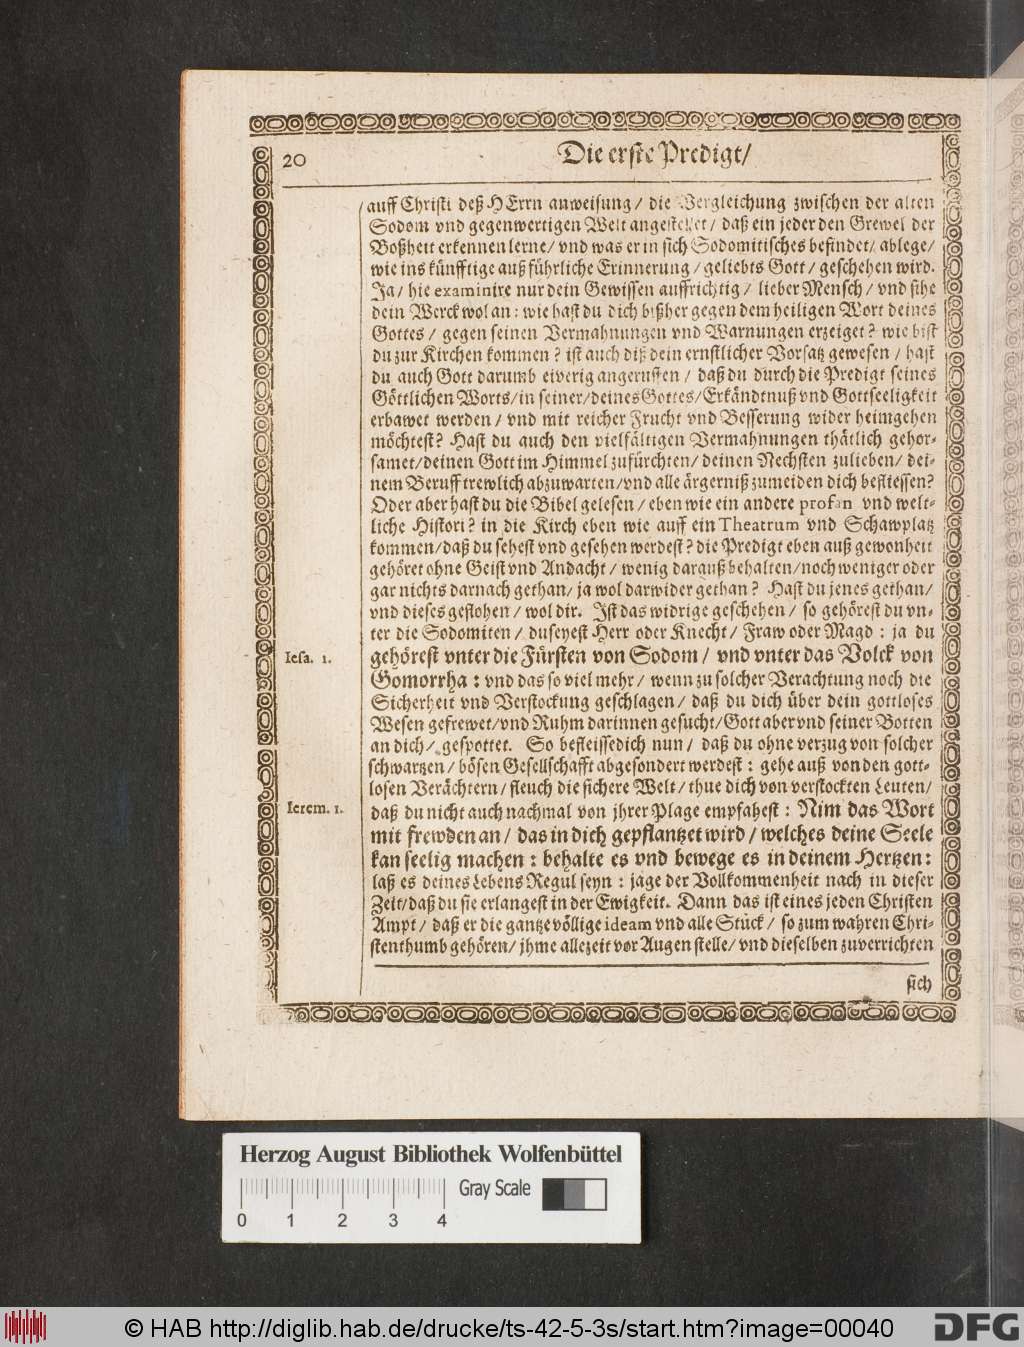 20
Die erste Predigt/
auff Christi deß HErrn anweisung/ die Vergleichung zwischen der alten
Sodom vnd gegenwertigen Welt angestellet/ daß ein jeder den Grewel der
Boßheit erkennen lerne/ vnd was er in sich Sodomitisches befindet/ ablege/
wie ins künfftige außführliche Erinnerung/ geliebts Gott/ geschehen wird.
Ja/ hie examinire nur dein Gewissen auffrichtig/ lieber Mensch/ vnd sihe
dein Werck wol an: wie hast du dich bißher gegen dem heiligen Wort deines
Gottes/ gegen seinen Vermahnungen vnd Warnungen erzeiget? wie bist
du zur Kirchen kommen? ist auch diß dein ernstlicher Vorsatz gewesen/ hast
du auch Gott darumb eiverig angeruffen/ daß du durch die Predigt seines
Göttlichen Worts/ in seiner/ deines Gottes/ Erkändtnuß vnd Gottseeligkeit
erbawet werden/ vnd mit reicher Frucht vnd Besserung wider heimgehen
möchtest? Hast du auch den vielfältigen Vermahnungen thätlich gehor-
samet/ deinen Gott im Himmel zufürchten/ deinen Nechsten zulieben/ dei-
nem Beruff trewlich abzuwarten/ vnd alle ärgerniß zumeiden dich befliessen?
Oder aber hast du die Bibel gelesen/ eben wie ein andere profan vnd welt-
liche Histori? in die Kirch eben wie auff ein Theatrum vnd Schawplatz
kommen/ daß du sehest vnd gesehen werdest? die Predigt eben auß gewonheit
gehöret ohne Geist vnd Andacht/ wenig darauß behalten/ noch weniger oder
gar nichts darnach gethan/ ja wol darwider gethan? Hast du jenes gethan/
vnd dieses geflohen/ wol dir. Ist das widrige geschehen/ so gehörest du vn-
ter die Sodomiten/ du seyest Herr oder Knecht/ Fraw oder Magd: ja du
Iesa. 1.
gehörest vnter die Fürsten von Sodom/ vnd vnter das Volck von
Gomorrha: vnd das so viel mehr/ wenn zu solcher Verachtung noch die
Sicherheit vnd Verstockung geschlagen/ daß du dich über dein gottloses
Wesen gefrewet/ vnd Ruhm darinnen gesucht/ Gott aber vnd seiner Botten
an dich/ gespottet. So befleisse dich nun/ daß du ohne verzug von solcher
schwartzen/ bösen Gesellschafft abgesondert werdest: gehe auß von den gott-
losen Verächtern/ fleuch die sichere Welt/ thue dich von verstockten Leuten/
Ierem. 1.
daß du nicht auch nachmal von jhrer Plage empfahest: Nim das Wort
mit frewden an/ das in dich gepflantzet wird/ welches deine Seele
kan seelig machen: behalte es vnd bewege es in deinem Hertzen:
laß es deines Lebens Regul seyn: jage der Vollkommenheit nach in dieser
Zeit/ daß du sie erlangest in der Ewigkeit. Dann das ist eines jeden Christen
Ampt/ daß er die gantze völlige ideam vnd alle Stück/ so zum wahren Chri-
stenthumb gehören/ jhme allezeit vor Augen stelle/ vnd dieselben zuverrichten
sich
Herzog August Bibliothek Wolfenbüttel
Gray Scale
0 1 2 3 4
© HAB http://diglib.hab.de/drucke/ts-42-5-3s/start.htm?image=00040
DFG